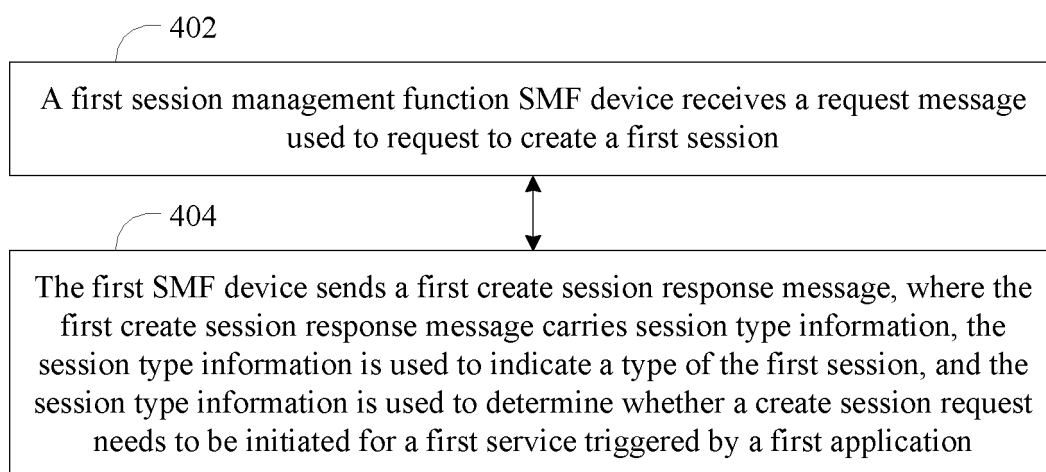 402
A first session management function SMF device receives a request message
used to request to create a first session
404
The first SMF device sends a first create session response message, where the
first create session response message carries session type information, the
session type information is used to indicate a type of the first session, and the
session type information is used to determine whether a create session request
needs to be initiated for a first service triggered by a first application